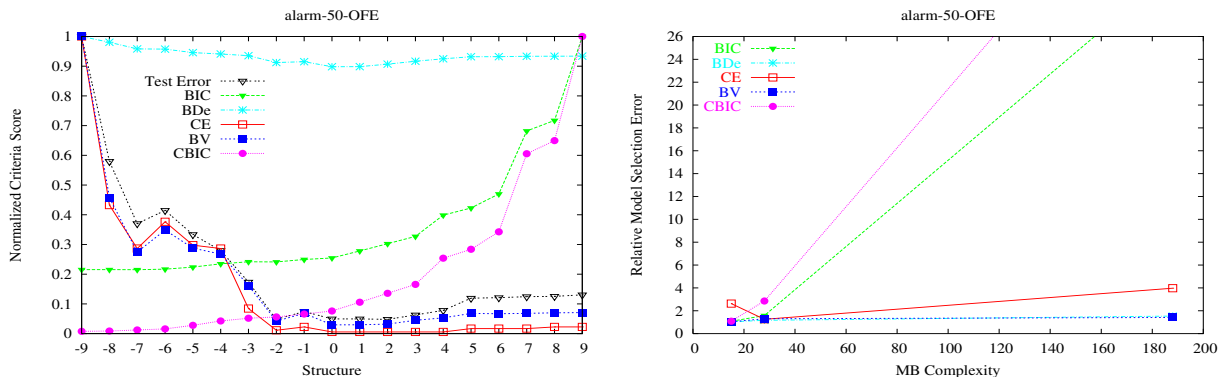 alarm-50-OFE
Normalized Criteria Score
1
0.9
0.8
0.7
0.6
0.5
0.4
0.3
0.2
0.1
0
Test Error
BIC
BDe
CE
BV
CBIC
-9 -8 -7 -6 -5 -4 -3 -2 -1 0 1 2 3 4 5 6 7 8 9
Structure
alarm-50-OFE
Relative Model Selection Error
26
24
22
20
18
16
14
12
10
8
6
4
2
0
BIC
BDe
CE
BV
CBIC
0 20 40 60 80 100 120 140 160 180 200
MB Complexity